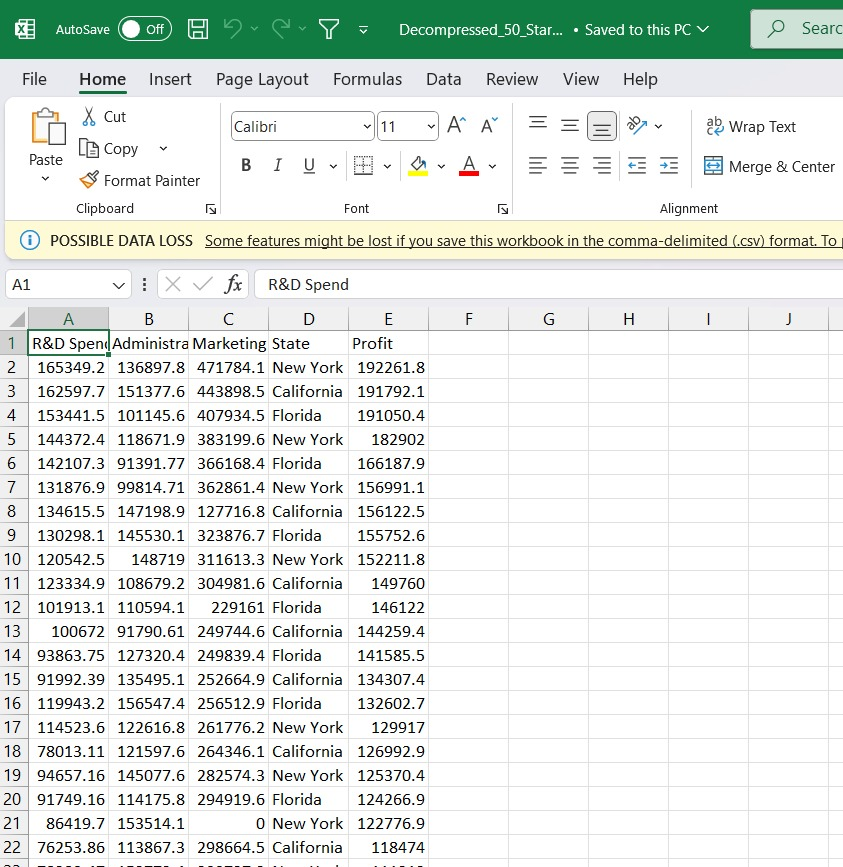 AutoSave Off Decompressed_50_Star... • Saved to this PC Searc
File Home Insert Page Layout Formulas Data Review View Help
Paste Cut Copy Format Painter Clipboard
Calibri 11 A^ Aˇ B I U A Font
ab Wrap Text Merge & Center Alignment
POSSIBLE DATA LOSS Some features might be lost if you save this workbook in the comma-delimited (.csv) format. To
A1 fx R&D Spend
A B C D E F G H I J
1 R&D Spend Administra Marketing State Profit
2 165349.2 136897.8 471784.1 New York 192261.8
3 162597.7 151377.6 443898.5 California 191792.1
4 153441.5 101145.6 407934.5 Florida 191050.4
5 144372.4 118671.9 383199.6 New York 182902
6 142107.3 91391.77 366168.4 Florida 166187.9
7 131876.9 99814.71 362861.4 New York 156991.1
8 134615.5 147198.9 127716.8 California 156122.5
9 130298.1 145530.1 323876.7 Florida 155752.6
10 120542.5 148719 311613.3 New York 152211.8
11 123334.9 108679.2 304981.6 California 149760
12 101913.1 110594.1 229161 Florida 146122
13 100672 91790.61 249744.6 California 144259.4
14 93863.75 127320.4 249839.4 Florida 141585.5
15 91992.39 135495.1 252664.9 California 134307.4
16 119943.2 156547.4 256512.9 Florida 132602.7
17 114523.6 122616.8 261776.2 New York 129917
18 78013.11 121597.6 264346.1 California 126992.9
19 94657.16 145077.6 282574.3 New York 125370.4
20 91749.16 114175.8 294919.6 Florida 124266.9
21 86419.7 153514.1 0 New York 122776.9
22 76253.86 113867.3 298664.5 California 118474